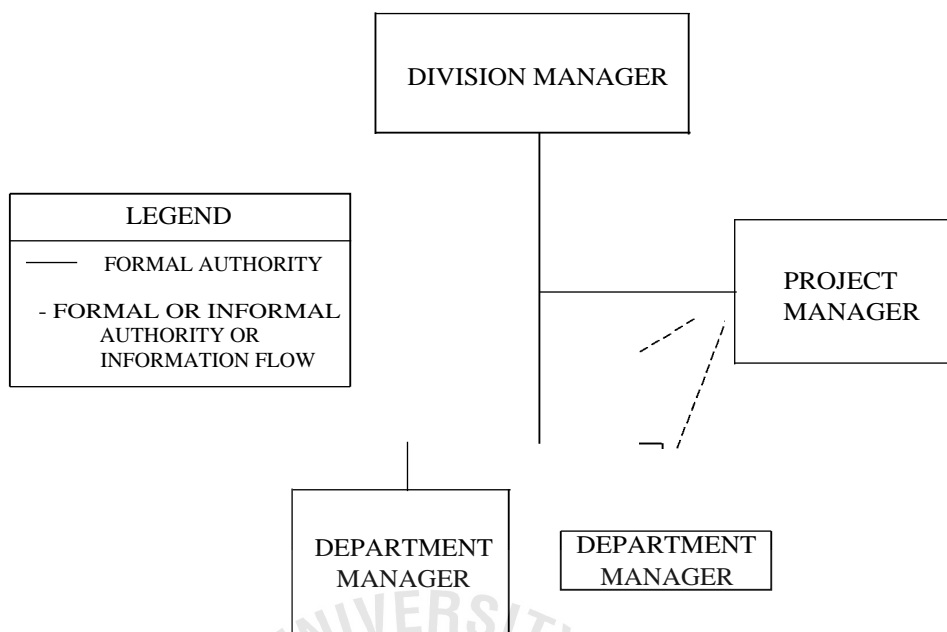 DIVISION MANAGER
LEGEND
FORMAL AUTHORITY
- FORMAL OR INFORMAL
AUTHORITY OR
INFORMATION FLOW
PROJECT
MANAGER
DEPARTMENT
MANAGER
DEPARTMENT
MANAGER